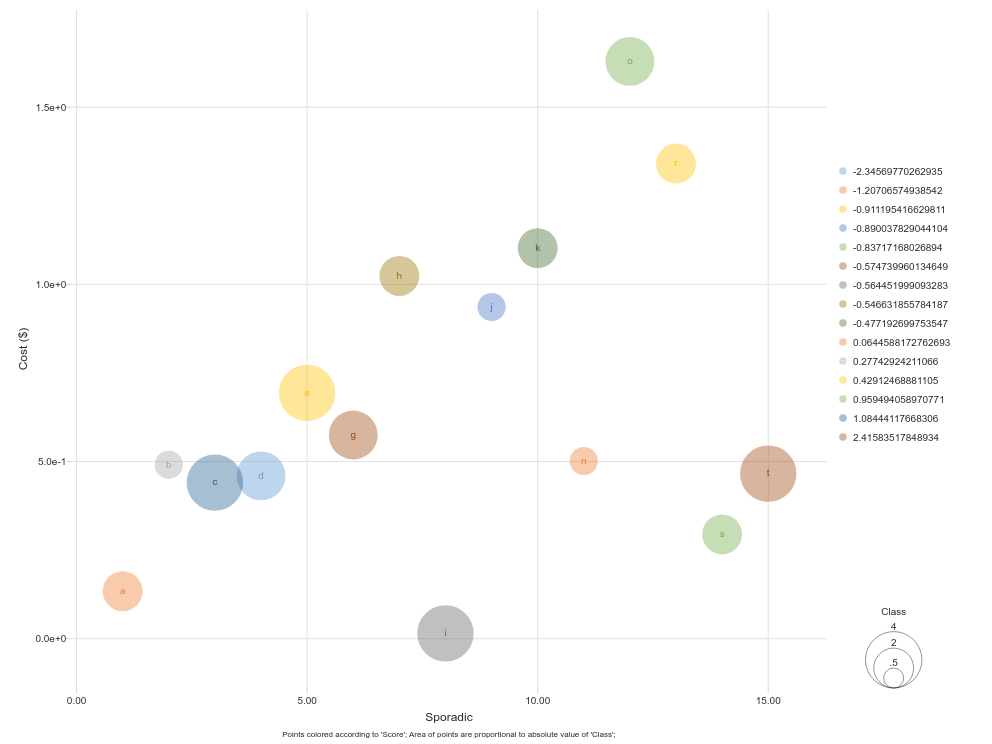 o
1.5e+0
r
k
h
1.0e+0
j
Cost ($)
e
g
b
5.0e-1
n
c
d
t
s
a
i
0.0e+0
0.00
5.00
10.00
15.00
Sporadic
Points colored according to 'Score'; Area of points are proportional to absolute value of 'Class';
-2.34569770262935
-1.20706574938542
-0.911195416629811
-0.890037829044104
-0.83717168026894
-0.574739960134649
-0.564451999093283
-0.546631855784187
-0.477192699753547
0.0644588172762693
0.27742924211066
0.42912468881105
0.959494058970771
1.08444117668306
2.41583517848934
Class
4
2
.5